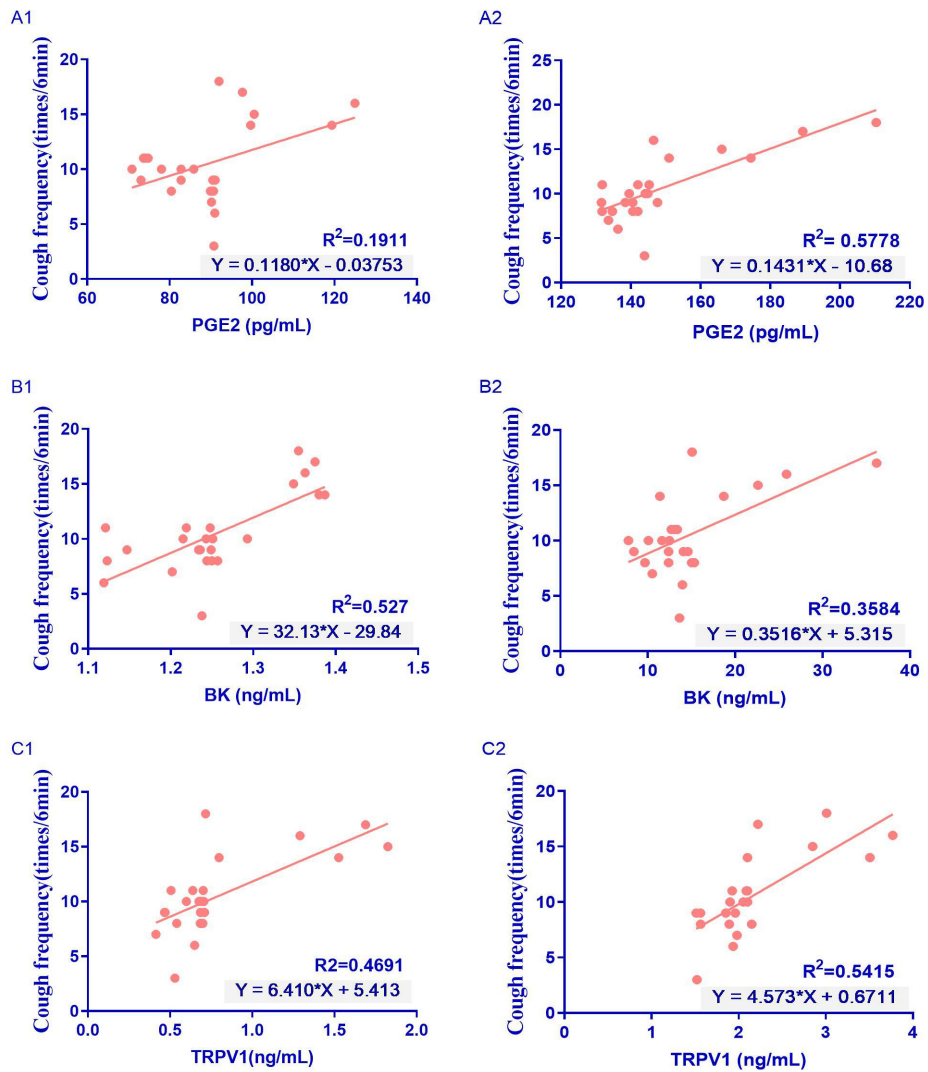 A1
Cough frequency(times/6min)
20
15
10
5
0
R²=0.1911
Y = 0.1180*X - 0.03753
60 80 100 120 140
PGE2 (pg/mL)
A2
Cough frequency(times/6min)
25
20
15
10
5
0
R²= 0.5778
Y = 0.1431*X - 10.68
120 140 160 180 200 220
PGE2 (pg/mL)
B1
Cough frequency(times/6min)
20
15
10
5
0
R²=0.527
Y = 32.13*X - 29.84
1.1 1.2 1.3 1.4 1.5
BK (ng/mL)
B2
Cough frequency(times/6min)
20
15
10
5
0
R²=0.3584
Y = 0.3516*X + 5.315
0 10 20 30 40
BK (ng/mL)
C1
Cough frequency(times/6min)
20
15
10
5
0
R2=0.4691
Y = 6.410*X + 5.413
0.0 0.5 1.0 1.5 2.0
TRPV1(ng/mL)
C2
Cough frequency(times/6min)
20
15
10
5
0
R²=0.5415
Y = 4.573*X + 0.6711
0 1 2 3 4
TRPV1 (ng/mL)